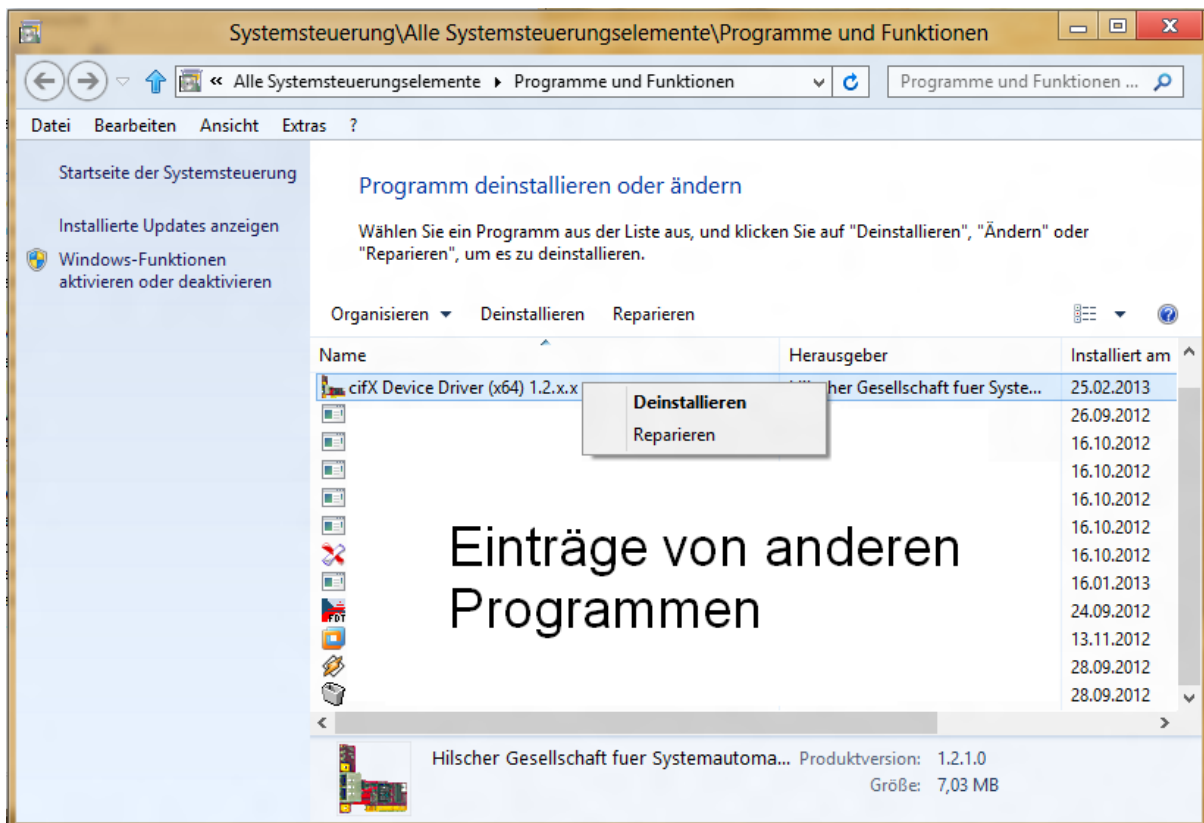 Systemsteuerung\Alle Systemsteuerungselemente\Programme und Funktionen
« Alle Systemsteuerungselemente ▸ Programme und Funktionen
Programme und Funktionen ...
Datei Bearbeiten Ansicht Extras ?
Startseite der Systemsteuerung
Installierte Updates anzeigen
Windows-Funktionen
aktivieren oder deaktivieren
Programm deinstallieren oder ändern
Wählen Sie ein Programm aus der Liste aus, und klicken Sie auf "Deinstallieren", "Ändern" oder
"Reparieren", um es zu deinstallieren.
Organisieren Deinstallieren Reparieren
Name Herausgeber Installiert am
cifX Device Driver (x64) 1.2.x.x Gesellschaft fuer Syste... 25.02.2013
Deinstallieren
Reparieren
26.09.2012
16.10.2012
16.10.2012
16.10.2012
16.10.2012
16.10.2012
16.01.2013
24.09.2012
13.11.2012
28.09.2012
28.09.2012
FDT
Einträge von anderen
Programmen
Hilscher Gesellschaft fuer Systemautoma... Produktversion: 1.2.1.0
Größe: 7,03 MB